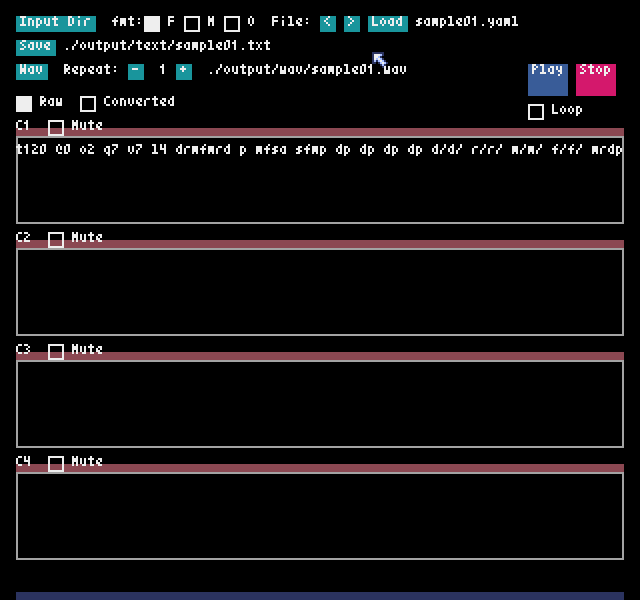 Input Dir fmt: F M O File: < > Load sample01.yaml
Save ./output/text/sample01.txt
Wav Repeat: - 1 + ./output/wav/sample01.wav Play Stop
Raw Converted Loop
C1 Mute
t120 @0 o2 q7 v7 l4 drmfmrd p mfsa sfmp dp dp dp dp d/d/ r/r/ m/m/ f/f/ mrdp
C2 Mute
C3 Mute
C4 Mute